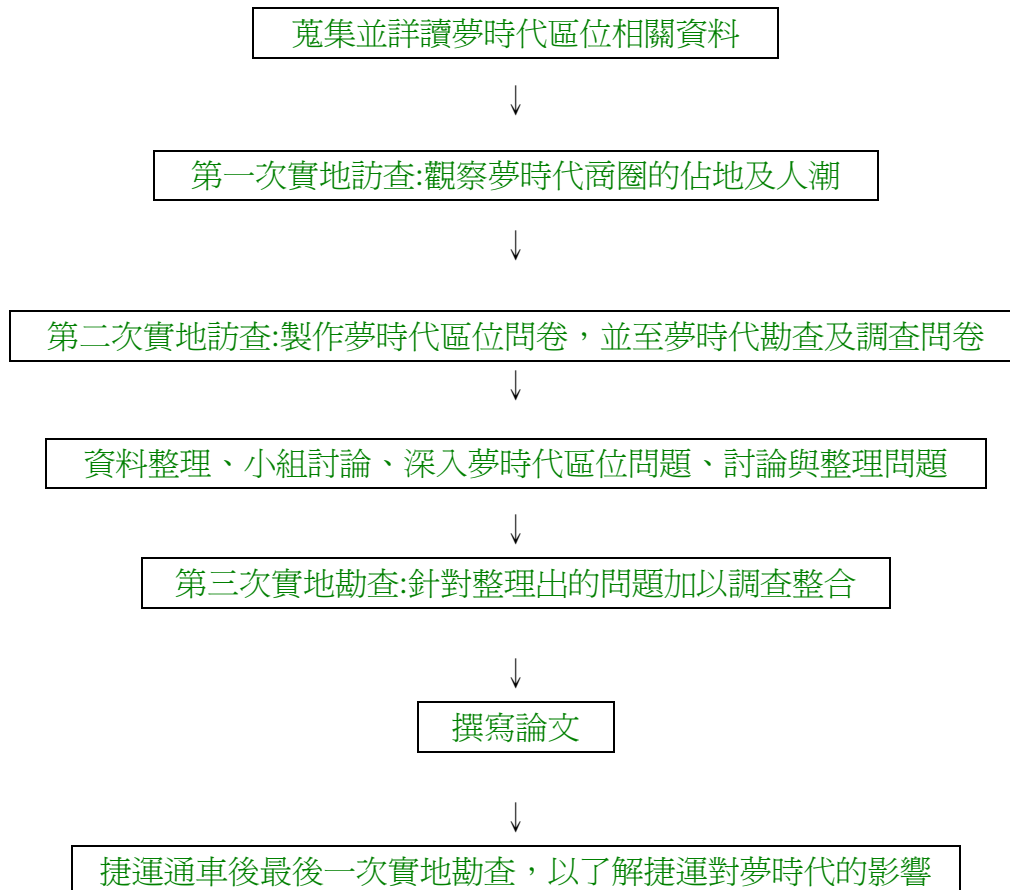 蒐集並詳讀夢時代區位相關資料
↓
第一次實地訪查:觀察夢時代商圈的佔地及人潮
↓
第二次實地訪查:製作夢時代區位問卷，並至夢時代勘查及調查問卷
↓
資料整理、小組討論、深入夢時代區位問題、討論與整理問題
↓
第三次實地勘查:針對整理出的問題加以調查整合
↓
撰寫論文
↓
捷運通車後最後一次實地勘查，以了解捷運對夢時代的影響